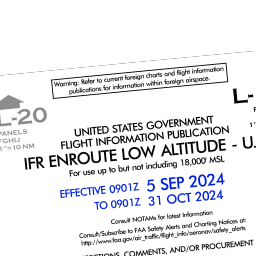 Warning: Refer to current foreign charts and flight information
publications for information within foreign airspace.
L-20
PANELS
FGHIJ
1"=10 NM
L-
UNITED STATES GOVERNMENT
FLIGHT INFORMATION PUBLICATION
IFR ENROUTE LOW ALTITUDE - U.
For use up to but not including 18,000' MSL
EFFECTIVE 0901Z 5 SEP 2024
TO 0901Z 31 OCT 2024
Consult NOTAMs for latest information
Consult/Subscribe to FAA Safety Alerts and Charting Notices at:
http://www.faa.gov/air_traffic/flight_info/aeronav/safety_alerts
COMMENTS, AND/OR PROCUREMENT